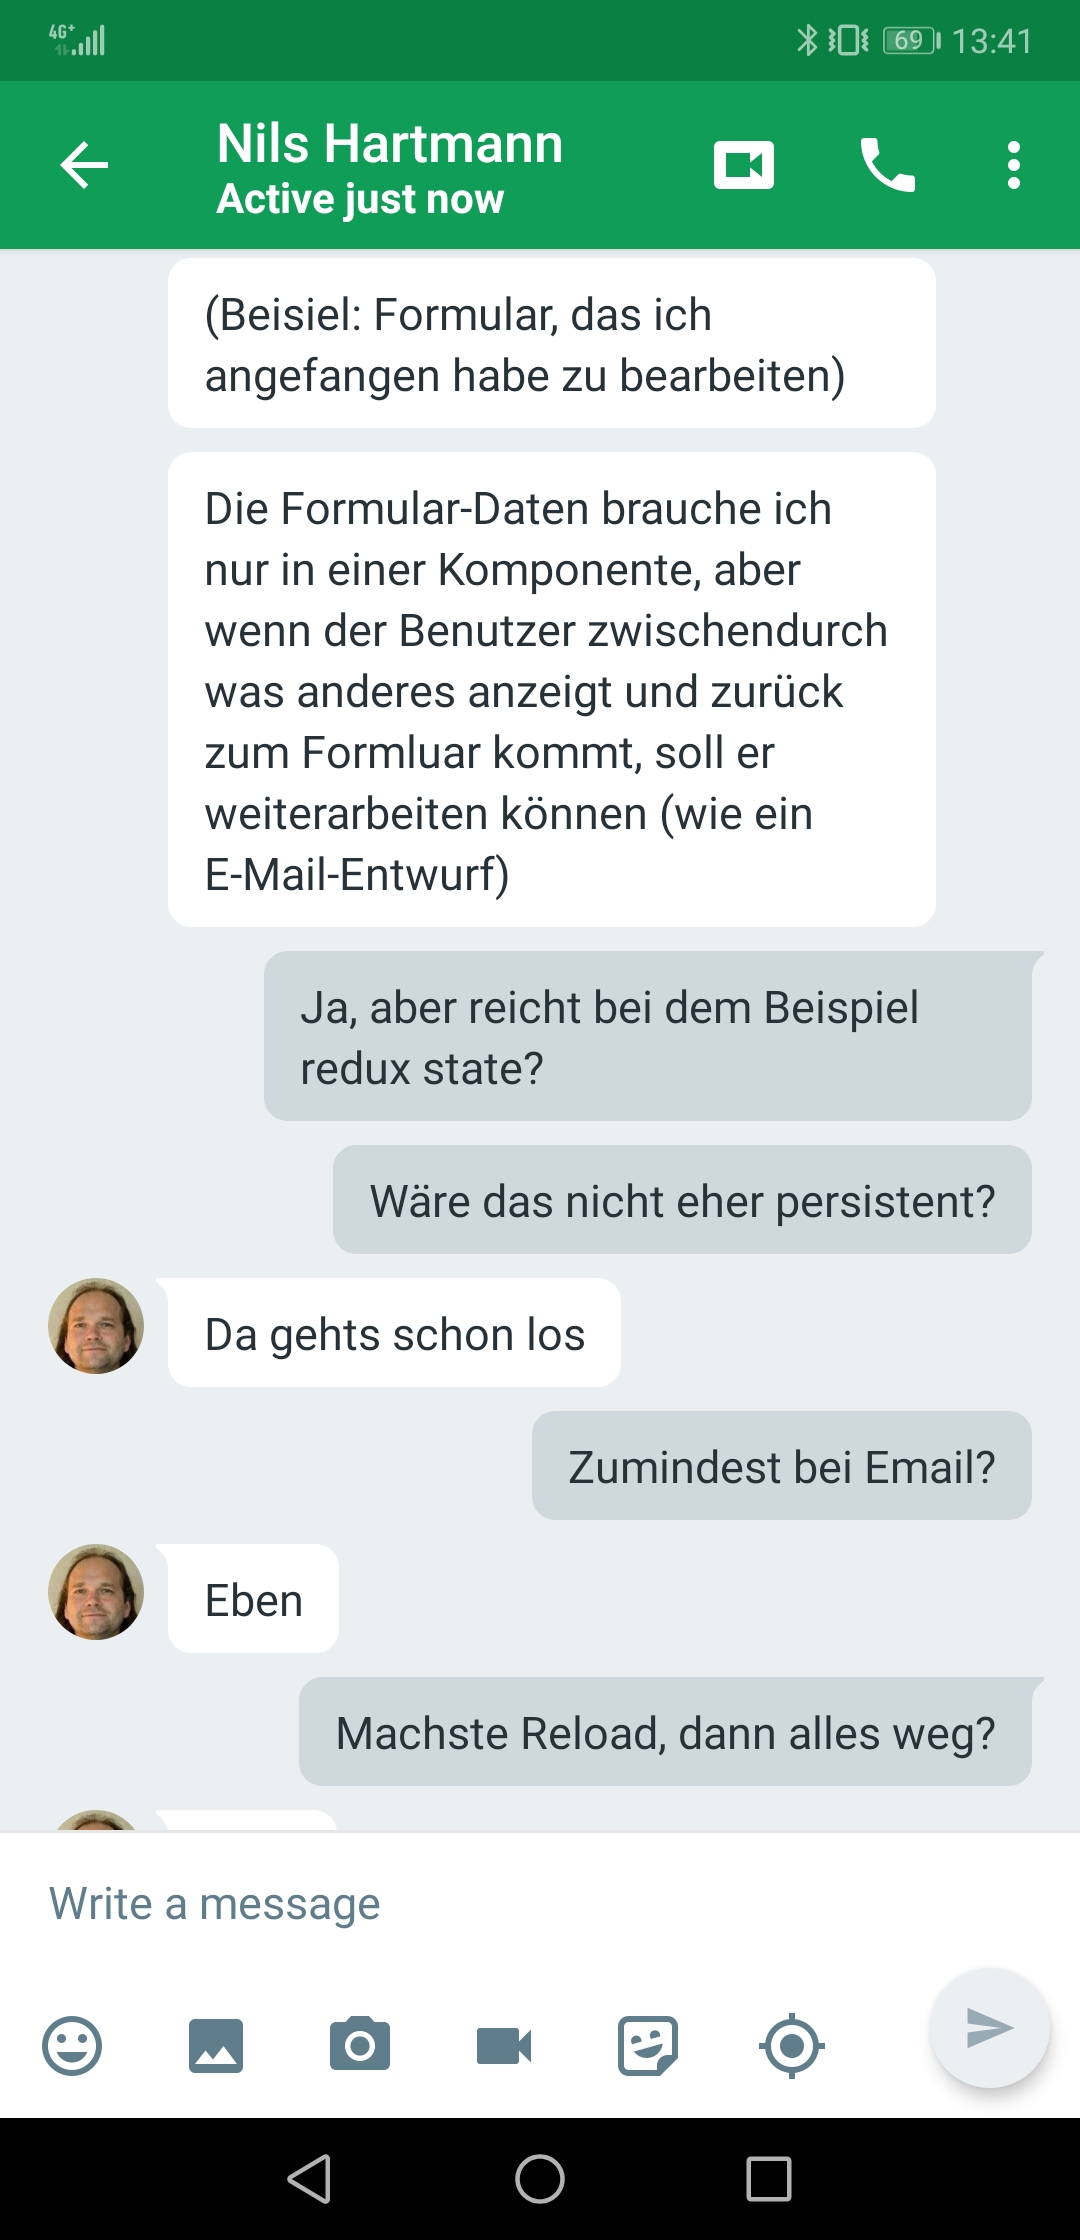 4G+
69
13:41
Nils Hartmann
Active just now
(Beisiel: Formular, das ich
angefangen habe zu bearbeiten)
Die Formular-Daten brauche ich
nur in einer Komponente, aber
wenn der Benutzer zwischendurch
was anderes anzeigt und zurück
zum Formluar kommt, soll er
weiterarbeiten können (wie ein
E-Mail-Entwurf)
Ja, aber reicht bei dem Beispiel
redux state?
Wäre das nicht eher persistent?
Da gehts schon los
Zumindest bei Email?
Eben
Machste Reload, dann alles weg?
Write a message